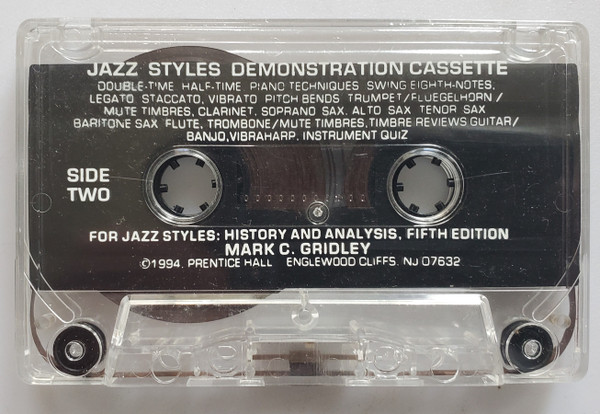 JAZZ STYLES DEMONSTRATION CASSETTE
DOUBLE-TIME HALF-TIME PIANO TECHNIQUES SWING EIGHTH-NOTES,
LEGATO STACCATO, VIBRATO PITCH BENDS TRUMPET/FLUEGELHORN/
MUTE TIMBRES, CLARINET, SOPRANO SAX, ALTO SAX TENOR SAX
BARITONE SAX FLUTE, TROMBONE/MUTE TIMBRES, TIMBRE REVIEWS GUITAR/
BANJO, VIBRAHARP, INSTRUMENT QUIZ
SIDE
TWO
FOR JAZZ STYLES: HISTORY AND ANALYSIS, FIFTH EDITION
MARK C. GRIDLEY
©1994, PRENTICE HALL ENGLEWOOD CLIFFS, NJ 07632